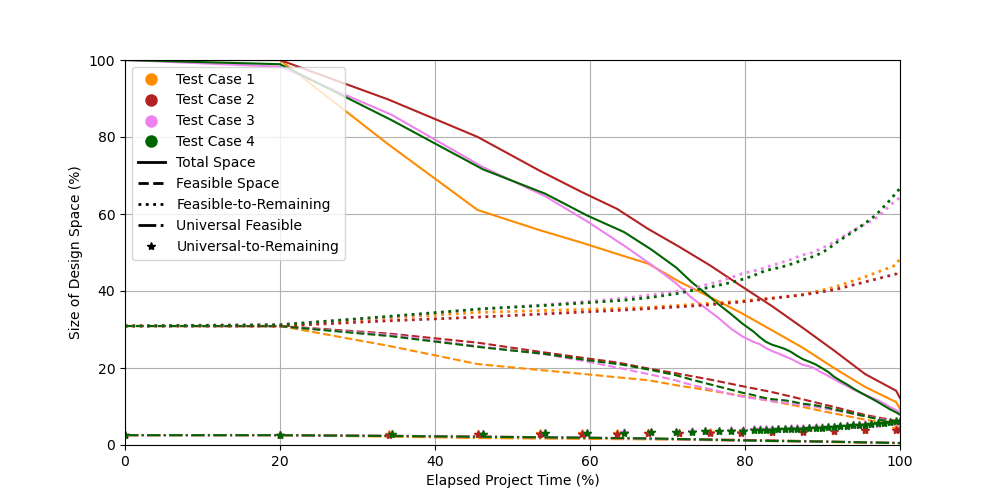 100
80
60
40
20
0
Size of Design Space (%)
Test Case 1
Test Case 2
Test Case 3
Test Case 4
Total Space
Feasible Space
Feasible-to-Remaining
Universal Feasible
Universal-to-Remaining
0 20 40 60 80 100
Elapsed Project Time (%)